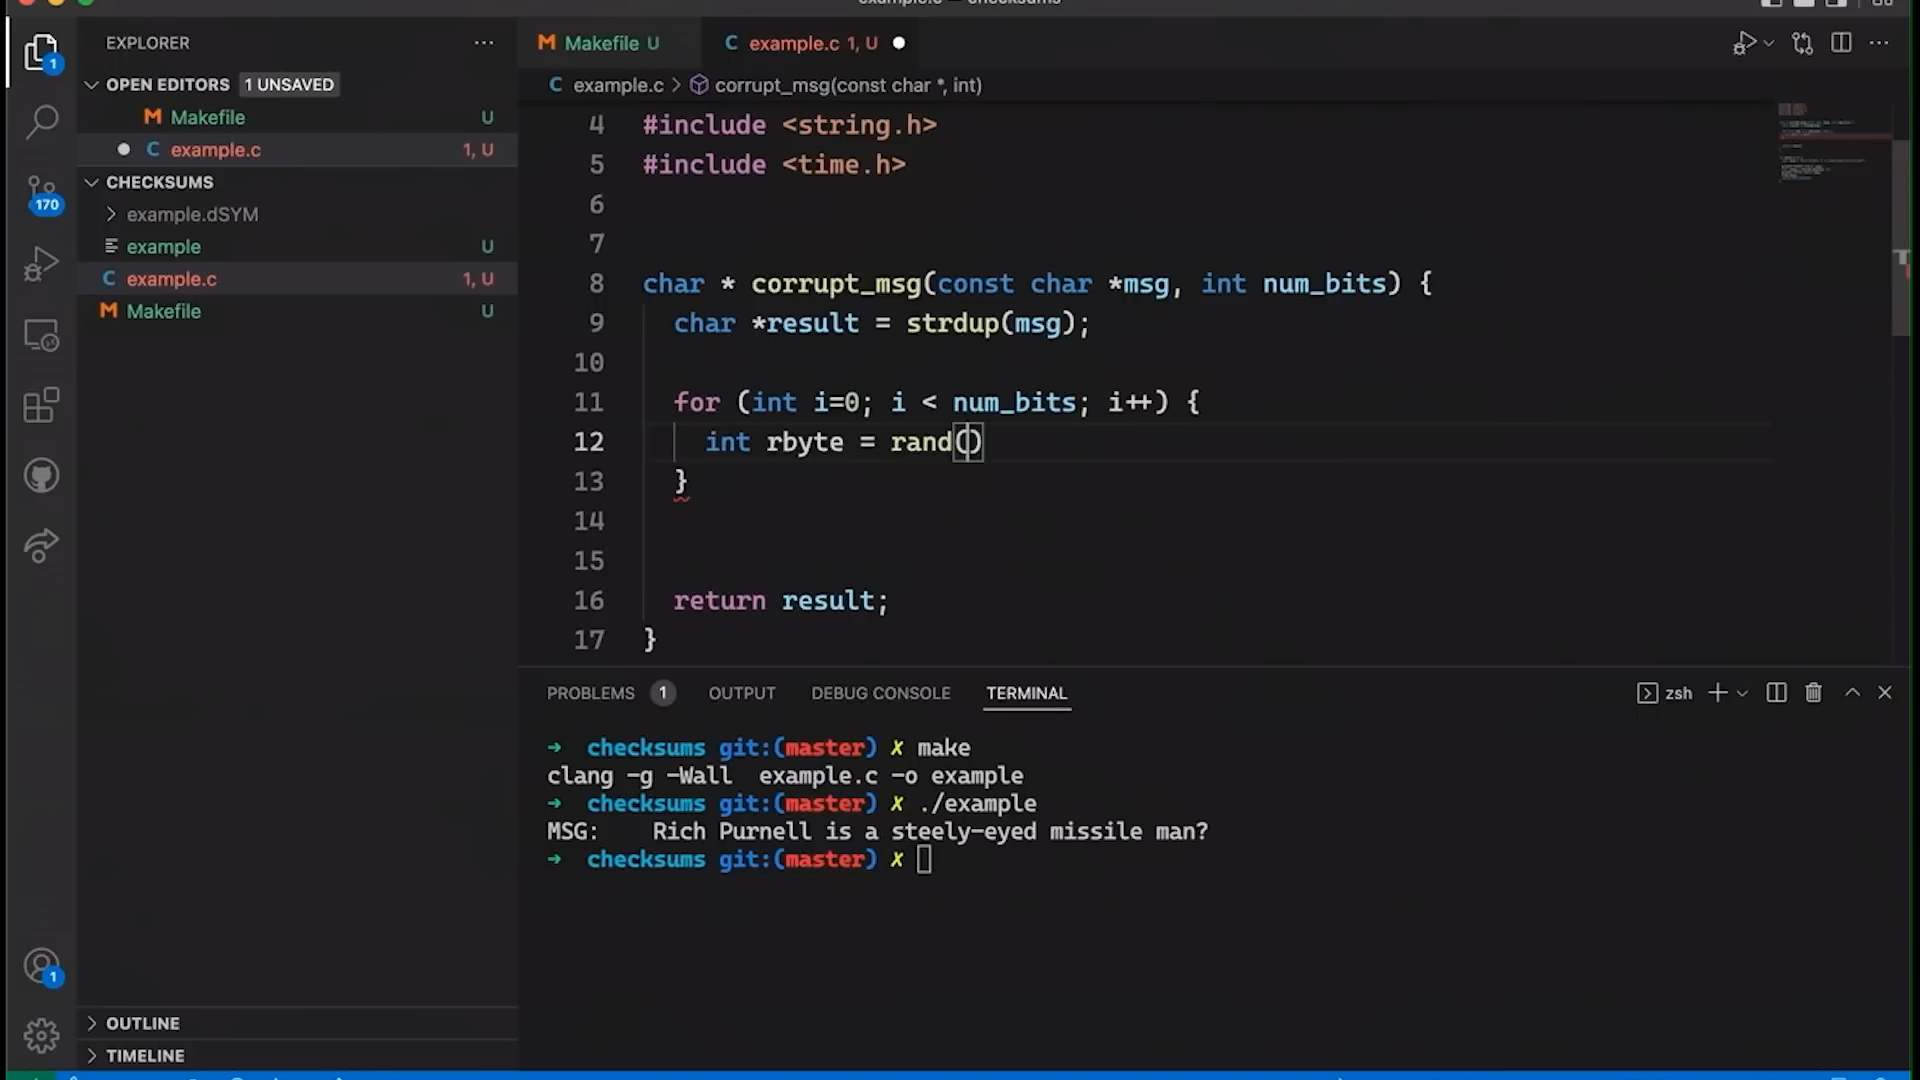 example.c — checksums
EXPLORER
OPEN EDITORS 1 UNSAVED
Makefile U
example.c 1, U
CHECKSUMS
example.dSYM
example U
example.c 1, U
Makefile U
OUTLINE
TIMELINE
1
170
1
Makefile U
example.c 1, U
example.c > corrupt_msg(const char *, int)
4 #include <string.h>
5 #include <time.h>
6
7
8 char * corrupt_msg(const char *msg, int num_bits) {
9 char *result = strdup(msg);
10
11 for (int i=0; i < num_bits; i++) {
12 int rbyte = rand()
13 }
14
15
16 return result;
17 }
PROBLEMS 1 OUTPUT DEBUG CONSOLE TERMINAL
zsh
→ checksums git:(master) ✗ make
clang -g -Wall example.c -o example
→ checksums git:(master) ✗ ./example
MSG: Rich Purnell is a steely-eyed missile man?
→ checksums git:(master) ✗